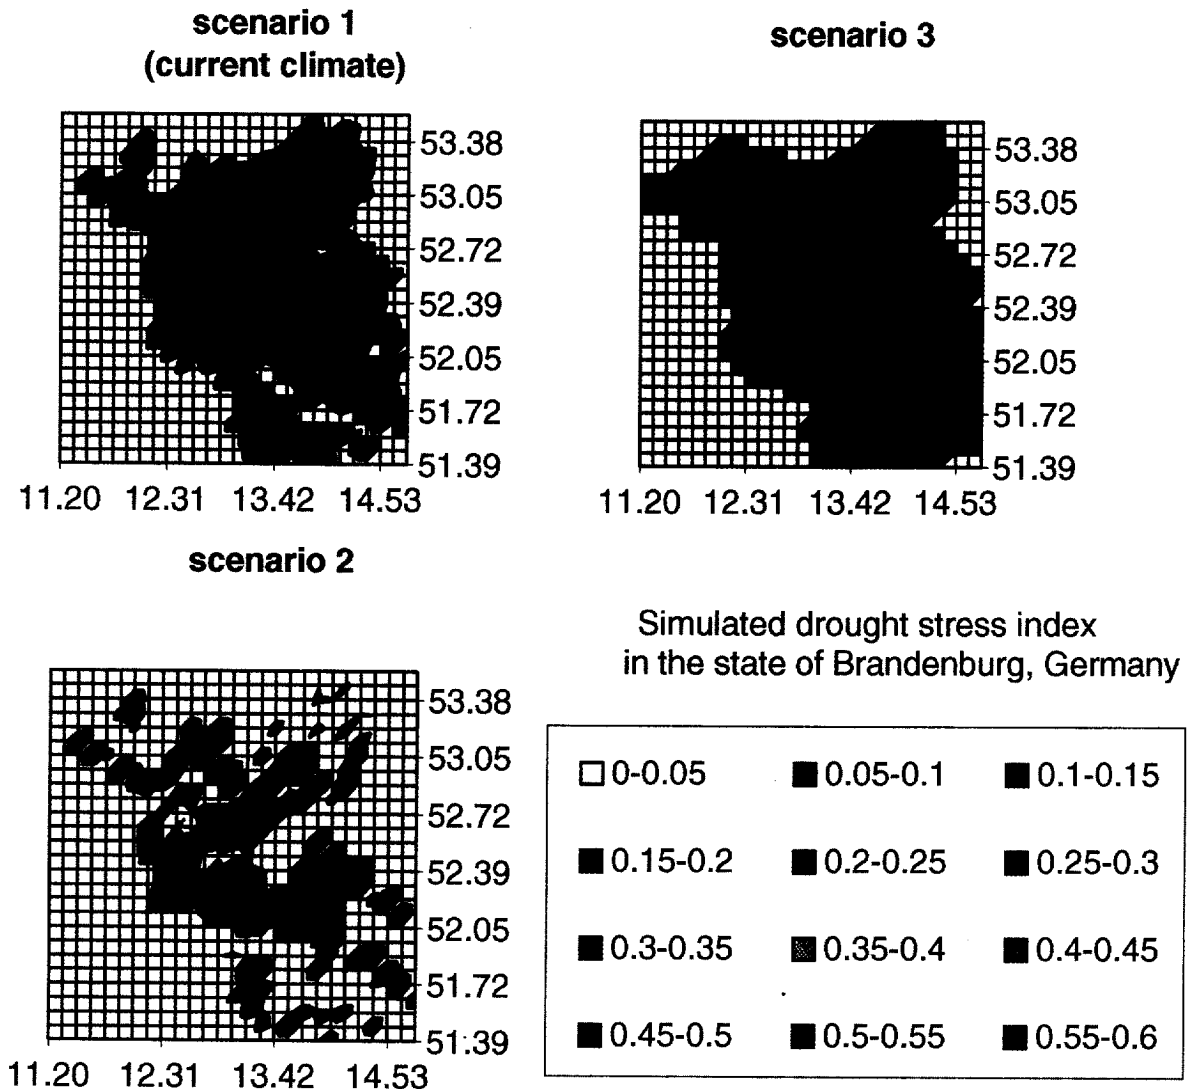 scenario 1
(current climate)
53.38
53.05
52.72
52.39
52.05
51.72
51.39
11.20 12.31 13.42 14.53
scenario 3
53.38
53.05
52.72
52.39
52.05
51.72
51.39
11.20 12.31 13.42 14.53
scenario 2
53.38
53.05
52.72
52.39
52.05
51.72
51.39
11.20 12.31 13.42 14.53
Simulated drought stress index
in the state of Brandenburg, Germany
0-0.05 0.05-0.1 0.1-0.15
0.15-0.2 0.2-0.25 0.25-0.3
0.3-0.35 0.35-0.4 0.4-0.45
0.45-0.5 0.5-0.55 0.55-0.6